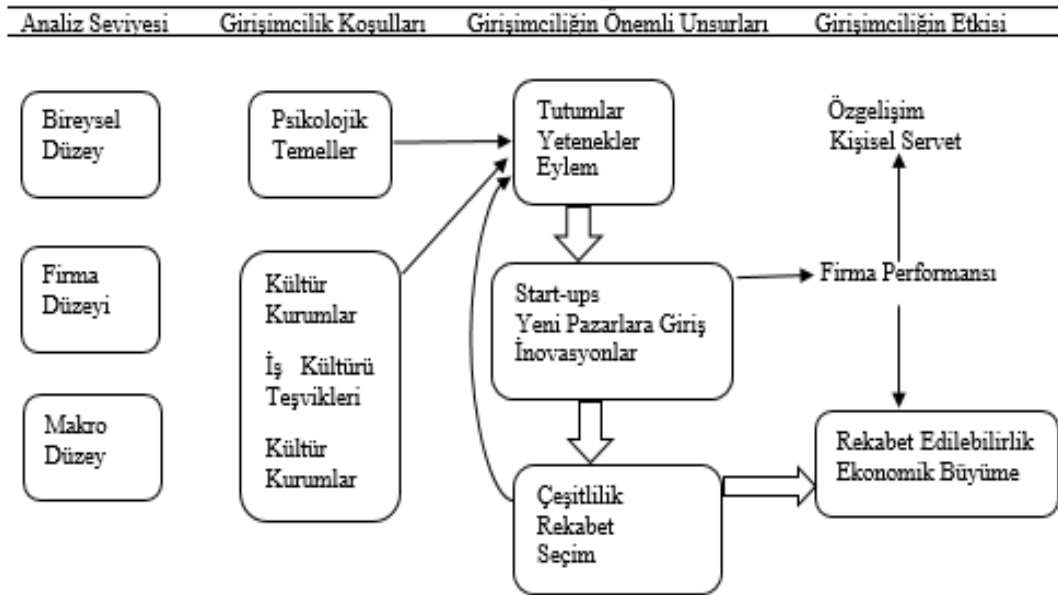 Analiz Seviyesi
Girişimcilik Koşulları
Girişimciliğin Önemli Unsurları
Girişimciliğin Etkisi
Bireysel
Düzey
Psikolojik
Temeller
Tutumlar
Yetenekler
Eylem
Özgelişim
Kişisel Servet
Firma
Düzeyi
Kültür
Kurumlar
İş Kültürü
Teşvikleri
Kültür
Kurumlar
Start-ups
Yeni Pazarlara Giriş
İnovasyonlar
Firma Performansı
Makro
Düzey
Çeşitlilik
Rekabet
Seçim
Rekabet Edilebilirlik
Ekonomik Büyüme